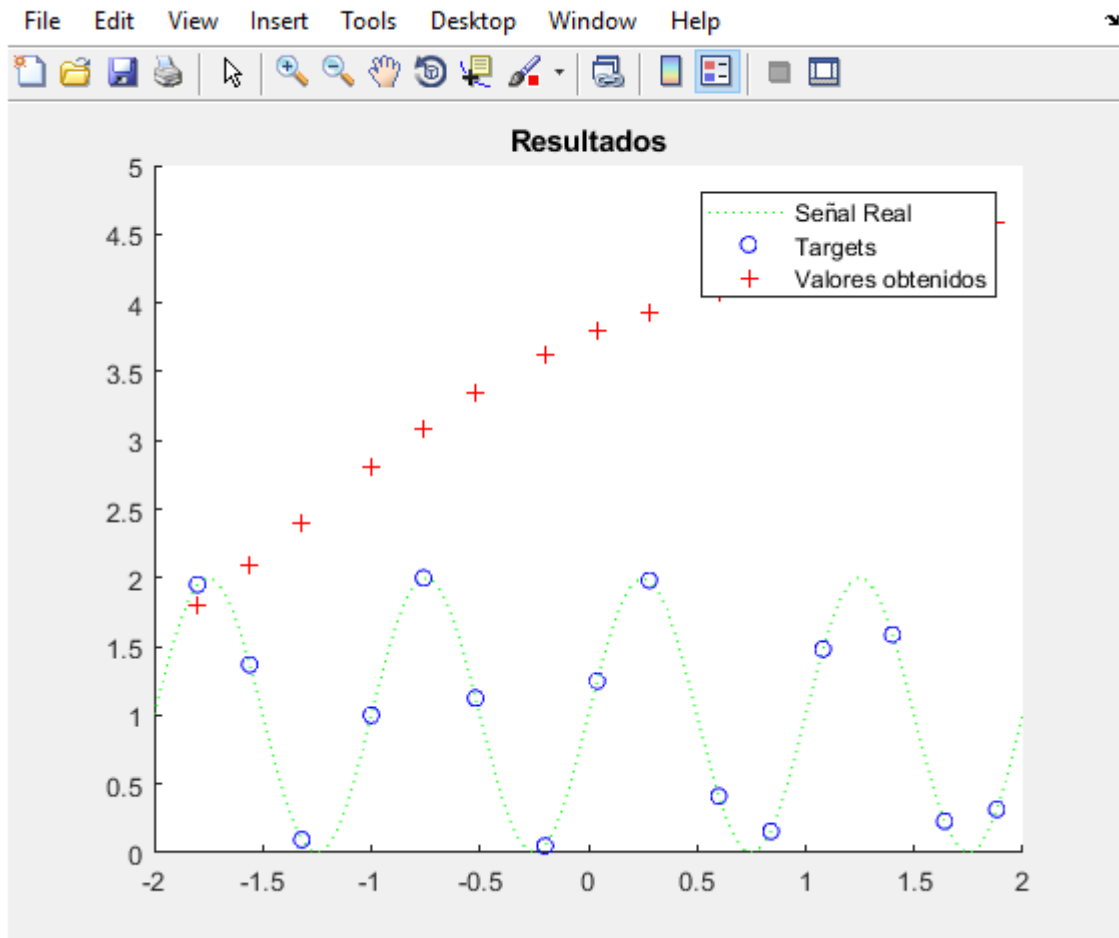 File Edit View Insert Tools Desktop Window Help
Resultados
5
4.5
4
3.5
3
2.5
2
1.5
1
0.5
0
-2 -1.5 -1 -0.5 0 0.5 1 1.5 2
Señal Real
Targets
Valores obtenidos